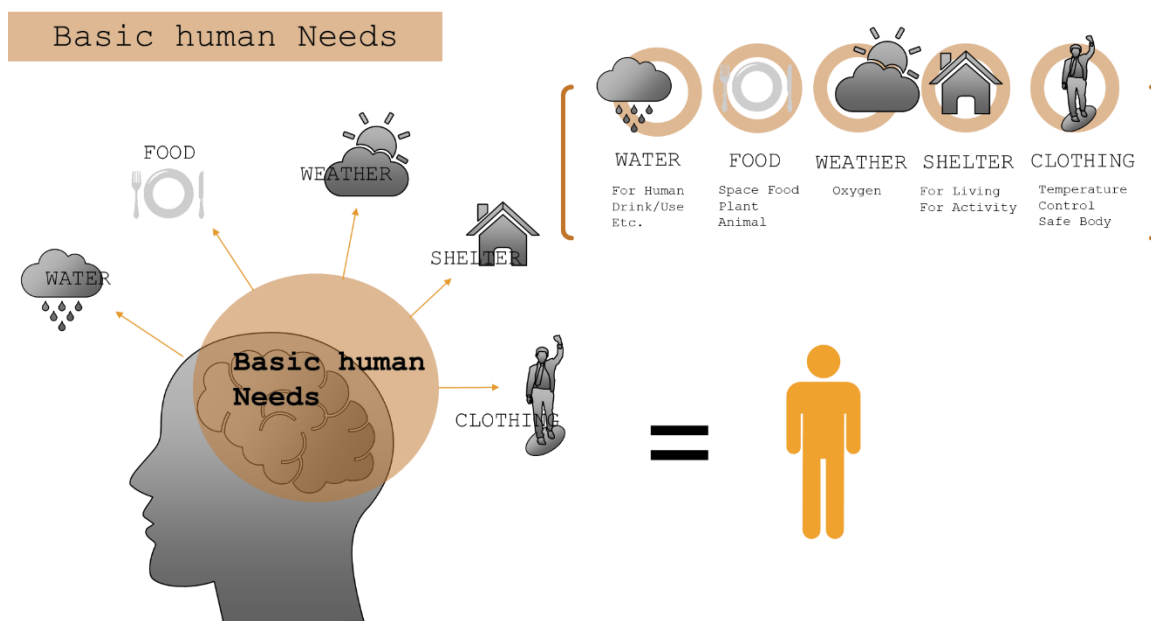 Basic human Needs
WATER
For Human
Drink/Use
Etc.
FOOD
Space Food
Plant
Animal
WEATHER
Oxygen
SHELTER
For Living
For Activity
CLOTHING
Temperature
Control
Safe Body
FOOD
WEATHER
SHELTER
WATER
Basic human
Needs
CLOTHING
=